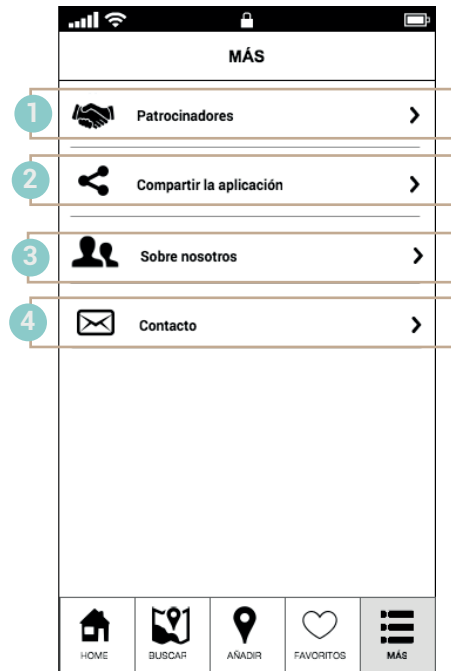 MÁS
1
Patrocinadores
2
Compartir la aplicación
3
Sobre nosotros
4
Contacto
HOME
BUSCAR
AÑADIR
FAVORITOS
MÁS